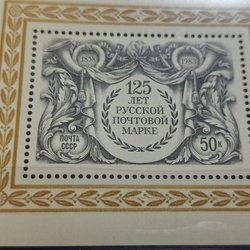 1858 1983
125
ЛЕТ
РУССКОЙ
ПОЧТОВОЙ
МАРКЕ
ПОЧТА
СССР
50к